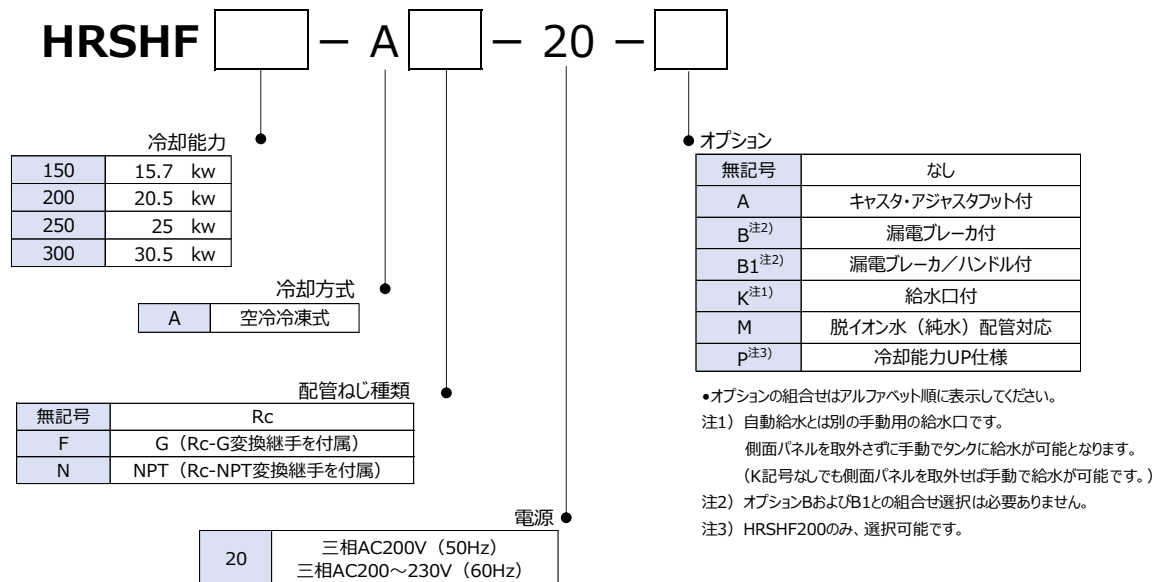 HRSHF － A － 20 －
冷却能力
150 15.7 kw
200 20.5 kw
250 25 kw
300 30.5 kw
冷却方式
A 空冷冷凍式
配管ねじ種類
無記号 Rc
F G（Rc-G変換継手を付属）
N NPT（Rc-NPT変換継手を付属）
電源
20 三相AC200V（50Hz）
三相AC200～230V（60Hz）
オプション
無記号 なし
A キャスタ・アジャスタフット付
B注2) 漏電ブレーカ付
B1注2) 漏電ブレーカ／ハンドル付
K注1) 給水口付
M 脱イオン水（純水）配管対応
P注3) 冷却能力UP仕様
•オプションの組合せはアルファベット順に表示してください。
注1）自動給水とは別の手動用の給水口です。
側面パネルを取外さずに手動でタンクに給水が可能となります。
（K記号なしでも側面パネルを取外せば手動で給水が可能です。）
注2）オプションBおよびB1との組合せ選択は必要ありません。
注3）HRSHF200のみ、選択可能です。